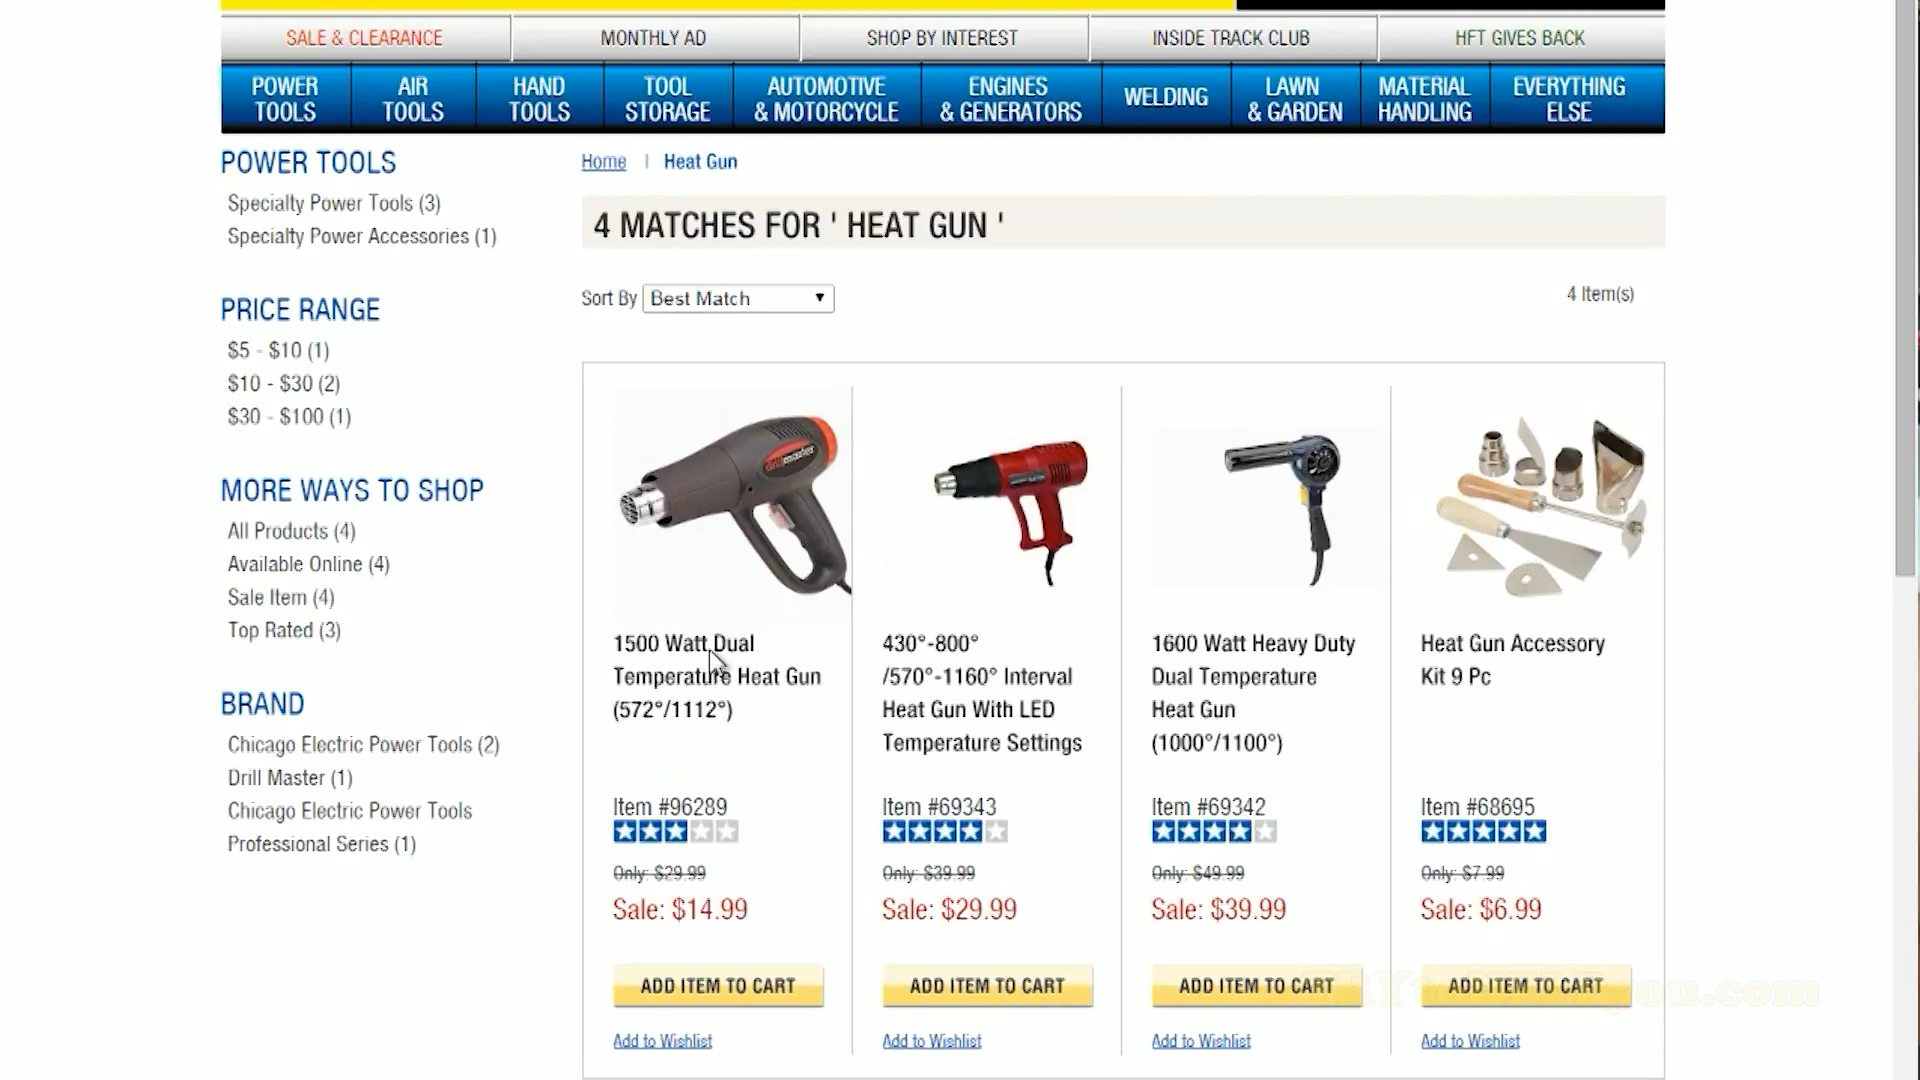 SALE & CLEARANCE
MONTHLY AD
SHOP BY INTEREST
INSIDE TRACK CLUB
HFT GIVES BACK
POWER TOOLS
AIR TOOLS
HAND TOOLS
TOOL STORAGE
AUTOMOTIVE & MOTORCYCLE
ENGINES & GENERATORS
WELDING
LAWN & GARDEN
MATERIAL HANDLING
EVERYTHING ELSE
POWER TOOLS
Specialty Power Tools (3)
Specialty Power Accessories (1)
PRICE RANGE
$5 - $10 (1)
$10 - $30 (2)
$30 - $100 (1)
MORE WAYS TO SHOP
All Products (4)
Available Online (4)
Sale Item (4)
Top Rated (3)
BRAND
Chicago Electric Power Tools (2)
Drill Master (1)
Chicago Electric Power Tools
Professional Series (1)
Home | Heat Gun
4 MATCHES FOR ' HEAT GUN '
Sort By Best Match
4 Item(s)
drillmaster
1500 Watt Dual
Temperature Heat Gun
(572°/1112°)
Item #96289
Only: $29.99
Sale: $14.99
ADD ITEM TO CART
Add to Wishlist
430°-800°
/570°-1160° Interval
Heat Gun With LED
Temperature Settings
Item #69343
Only: $39.99
Sale: $29.99
ADD ITEM TO CART
Add to Wishlist
1600 Watt Heavy Duty
Dual Temperature
Heat Gun
(1000°/1100°)
Item #69342
Only: $49.99
Sale: $39.99
ADD ITEM TO CART
Add to Wishlist
Heat Gun Accessory
Kit 9 Pc
Item #68695
Only: $7.99
Sale: $6.99
ADD ITEM TO CART
Add to Wishlist